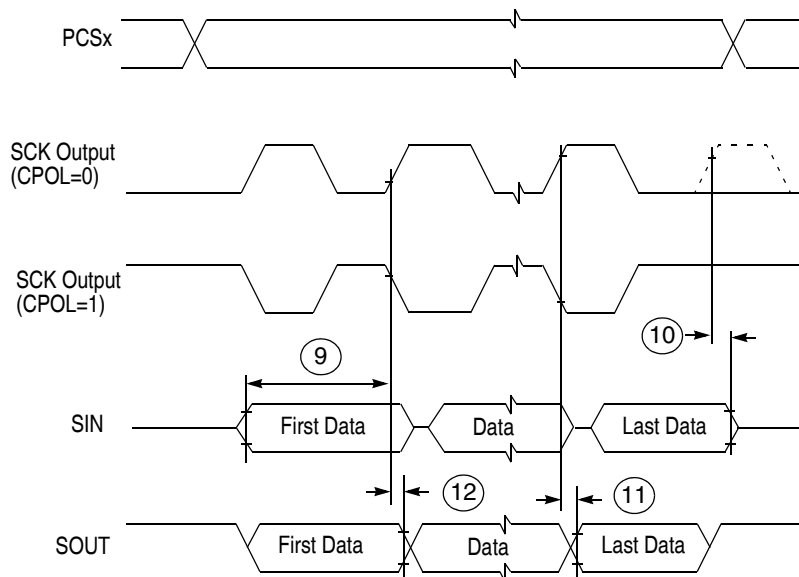 PCSx
SCK Output
(CPOL=0)
SCK Output
(CPOL=1)
10
9
SIN
First Data
Data
Last Data
12
11
SOUT
First Data
Data
Last Data